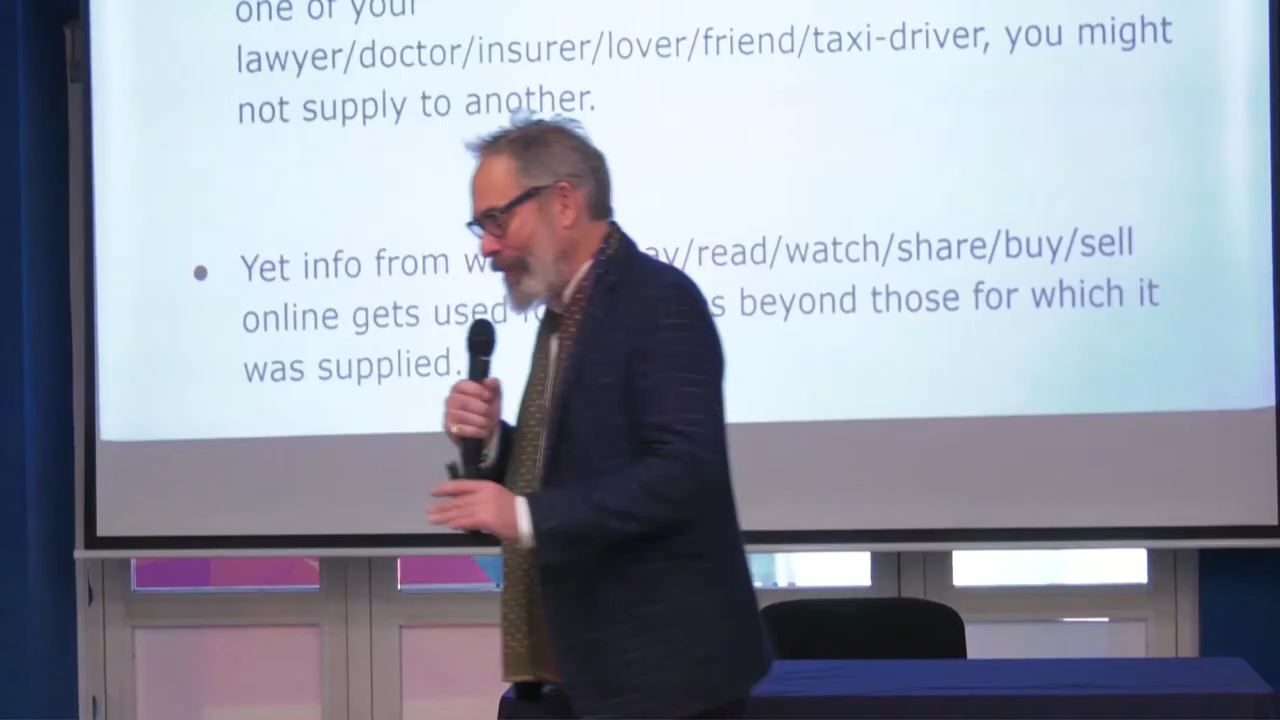 one of your
lawyer/doctor/insurer/lover/friend/taxi-driver, you might
not supply to another.
Yet info from /read/watch/share/buy/sell
online gets used beyond those for which it
was supplied.